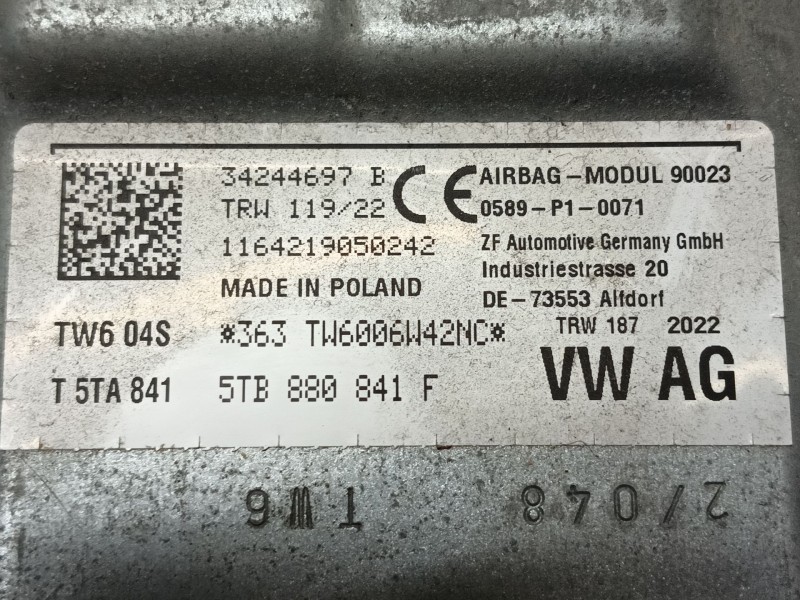 34244697 B
TRW 119/22
1164219050242
MADE IN POLAND
CE
AIRBAG-MODUL 90023
0589-P1-0071
ZF Automotive Germany GmbH
Industriestrasse 20
DE-73553 Alfdorf
TW6 04S
*363 TW6006W42NC*
TRW 187 2022
T 5TA 841
5TB 880 841 F
VW AG
2/048 TW6